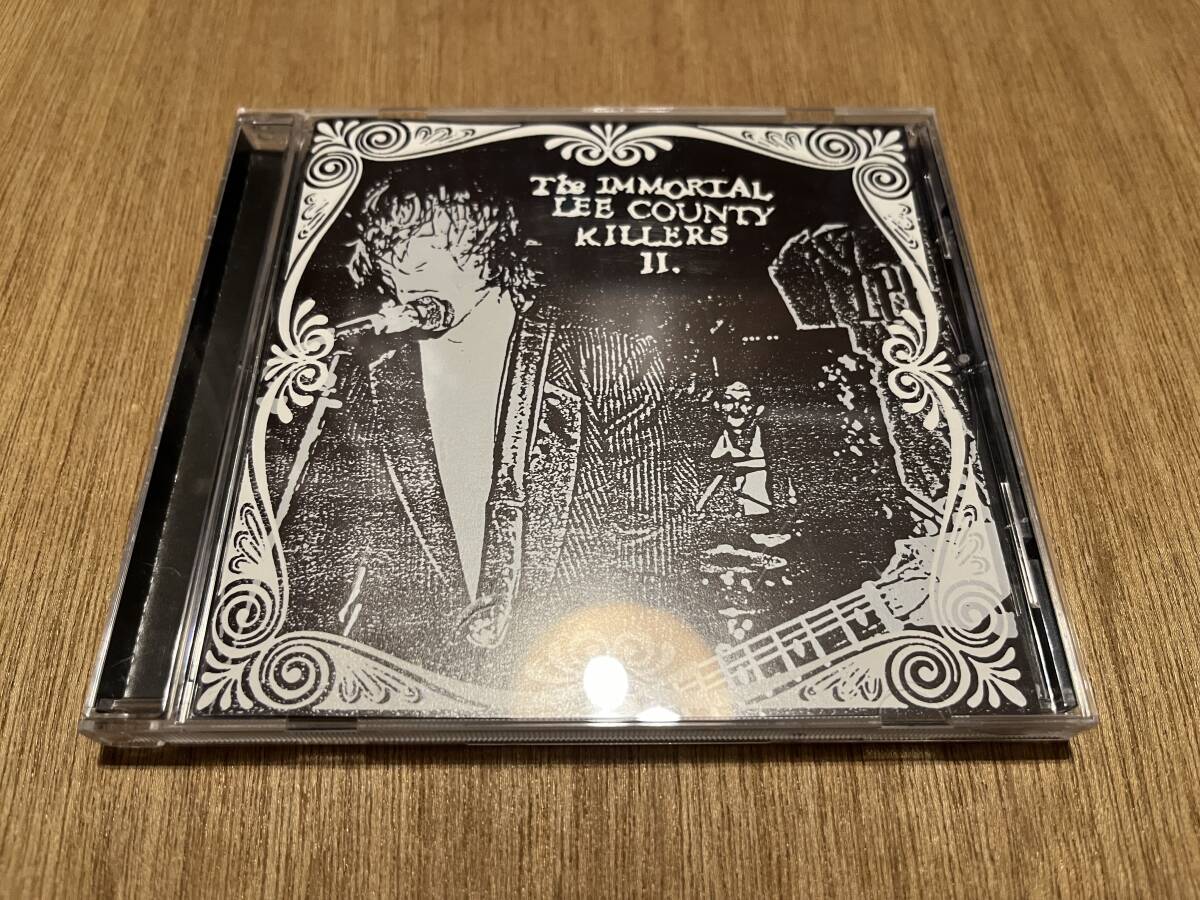 The IMMORTAL
LEE COUNTY
KILLERS
II.